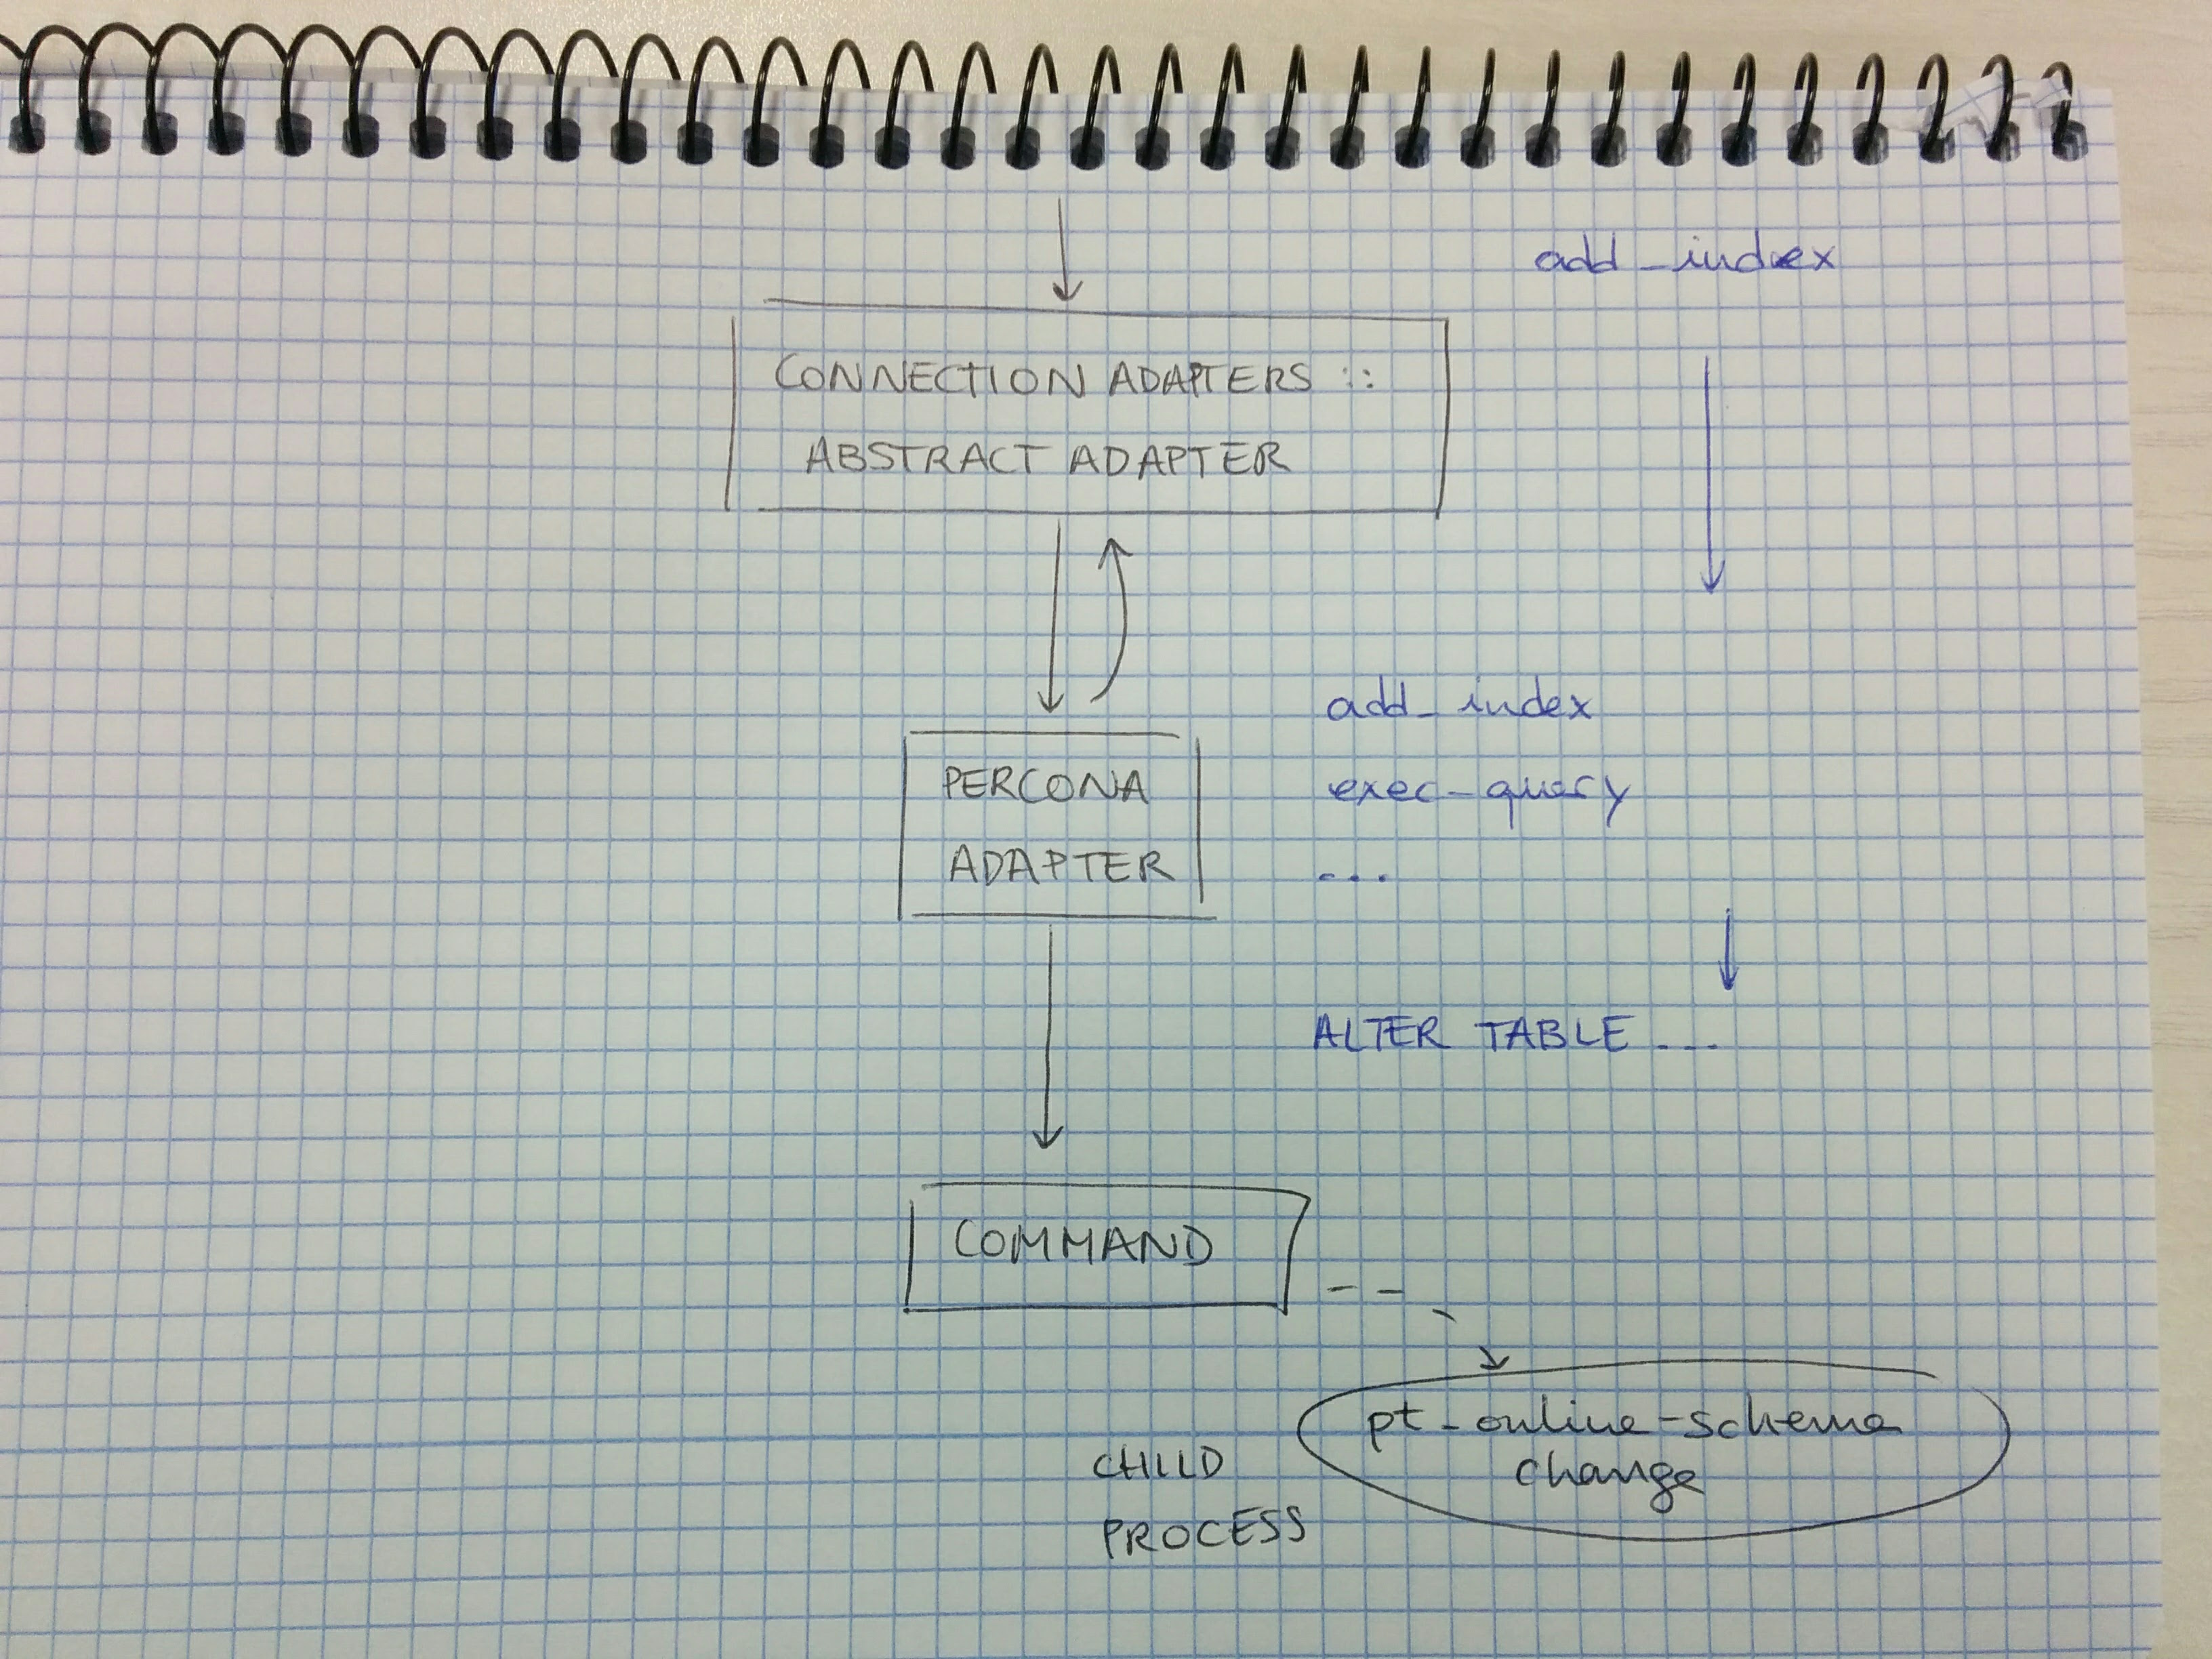 add_index
CONNECTION ADAPTERS ::
ABSTRACT ADAPTER
add_index
PERCONA
exec_query
ADAPTER
...
ALTER TABLE ...
COMMAND
pt-online-schema
change
CHILD
PROCESS